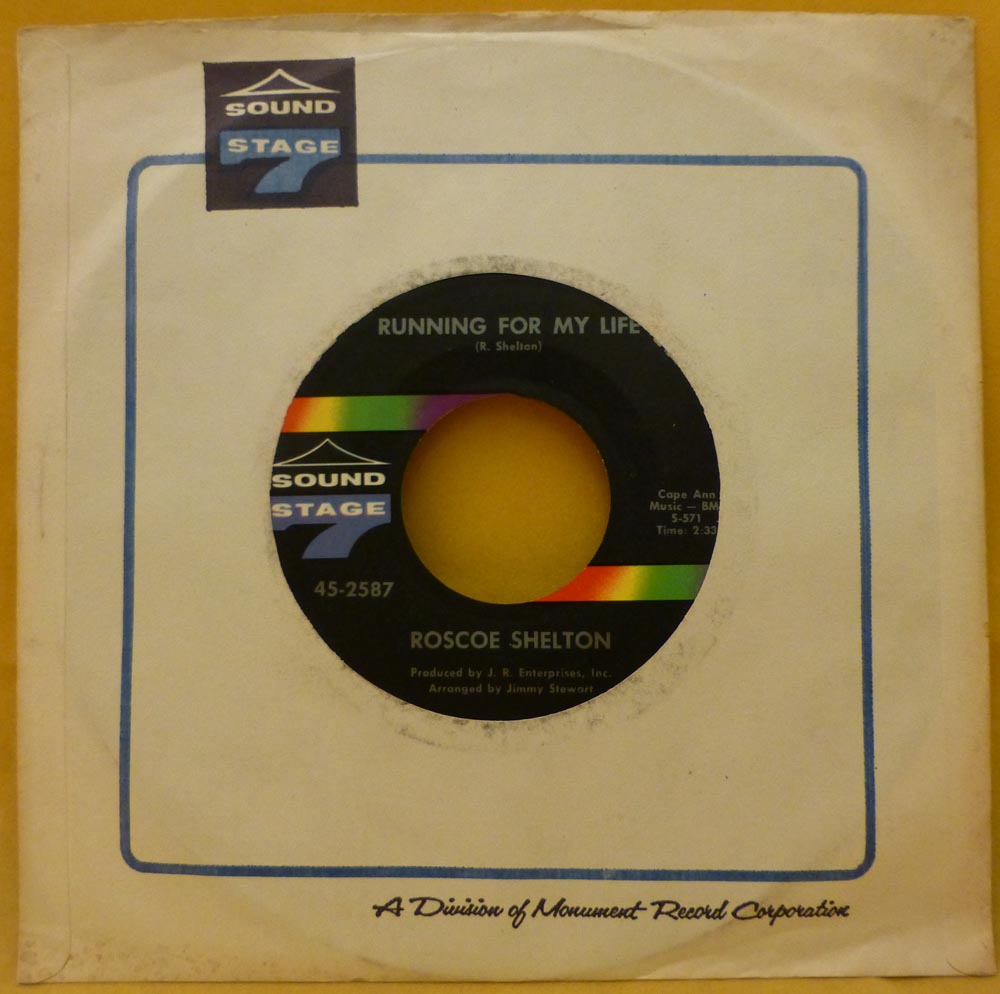 SOUND
STAGE
7
RUNNING FOR MY LIFE
(R. Shelton)
SOUND
STAGE
7
Cape Ann
Music — BM
S-571
Time: 2:33
45-2587
ROSCOE SHELTON
Produced by J. R. Enterprises, Inc.
Arranged by Jimmy Stewart
A Division of Monument Record Corporation